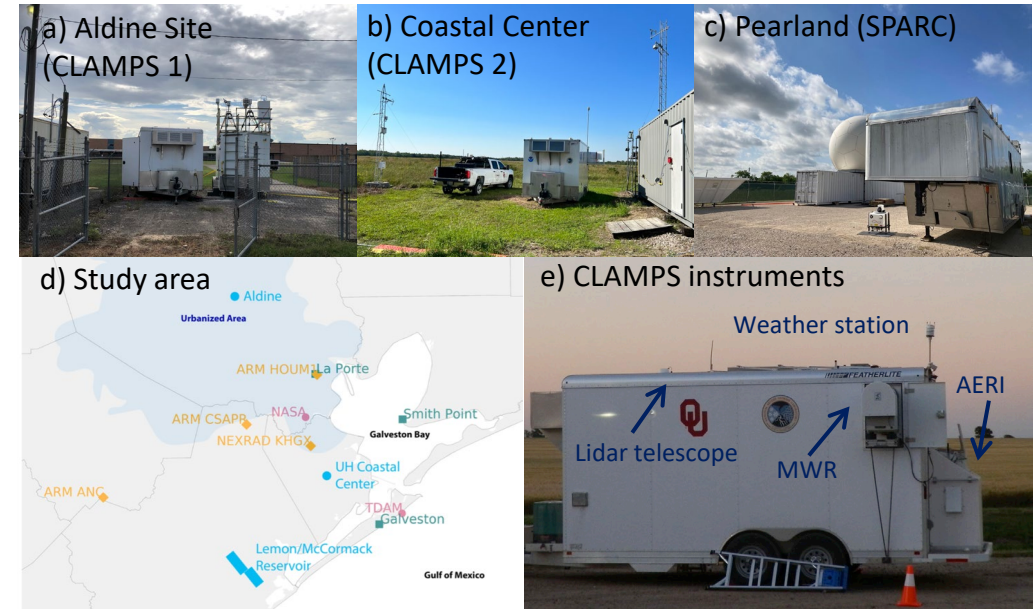 a) Aldine Site
(CLAMPS 1)
b) Coastal Center
(CLAMPS 2)
c) Pearland (SPARC)
d) Study area
Aldine
Urbanized Area
ARM HOUM
La Porte
NASA
ARM CSAPR
Smith Point
NEXRAD KHGX
Galveston Bay
UH Coastal
Center
ARM ANC
TDAM
Galveston
Lemon/McCormack
Reservoir
Gulf of Mexico
e) CLAMPS instruments
Weather station
FEATHERLITE
AERI
OU
Lidar telescope
MWR